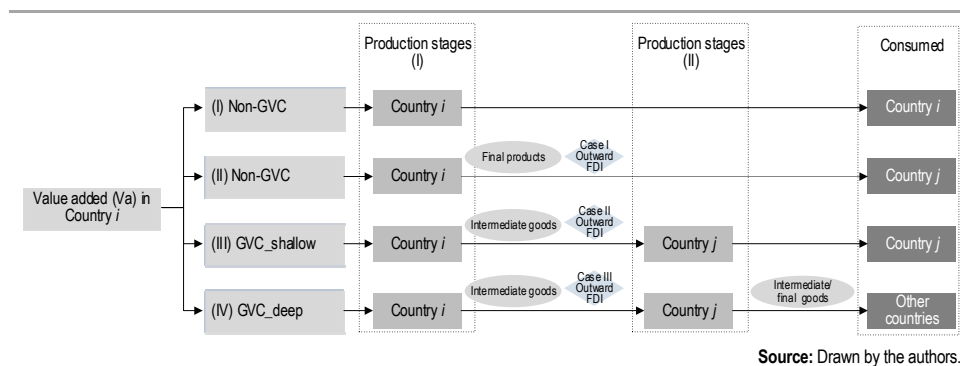 Production stages
(I)
Production stages
(II)
Consumed
(I) Non-GVC
Country i
Country i
Final products
Case I
Outward
FDI
(II) Non-GVC
Country i
Country j
Value added (Va) in
Country i
Intermediate goods
Case II
Outward
FDI
(III) GVC_shallow
Country i
Country j
Country j
Intermediate goods
Case III
Outward
FDI
Intermediate/
final goods
(IV) GVC_deep
Country i
Country j
Other
countries
Source: Drawn by the authors.